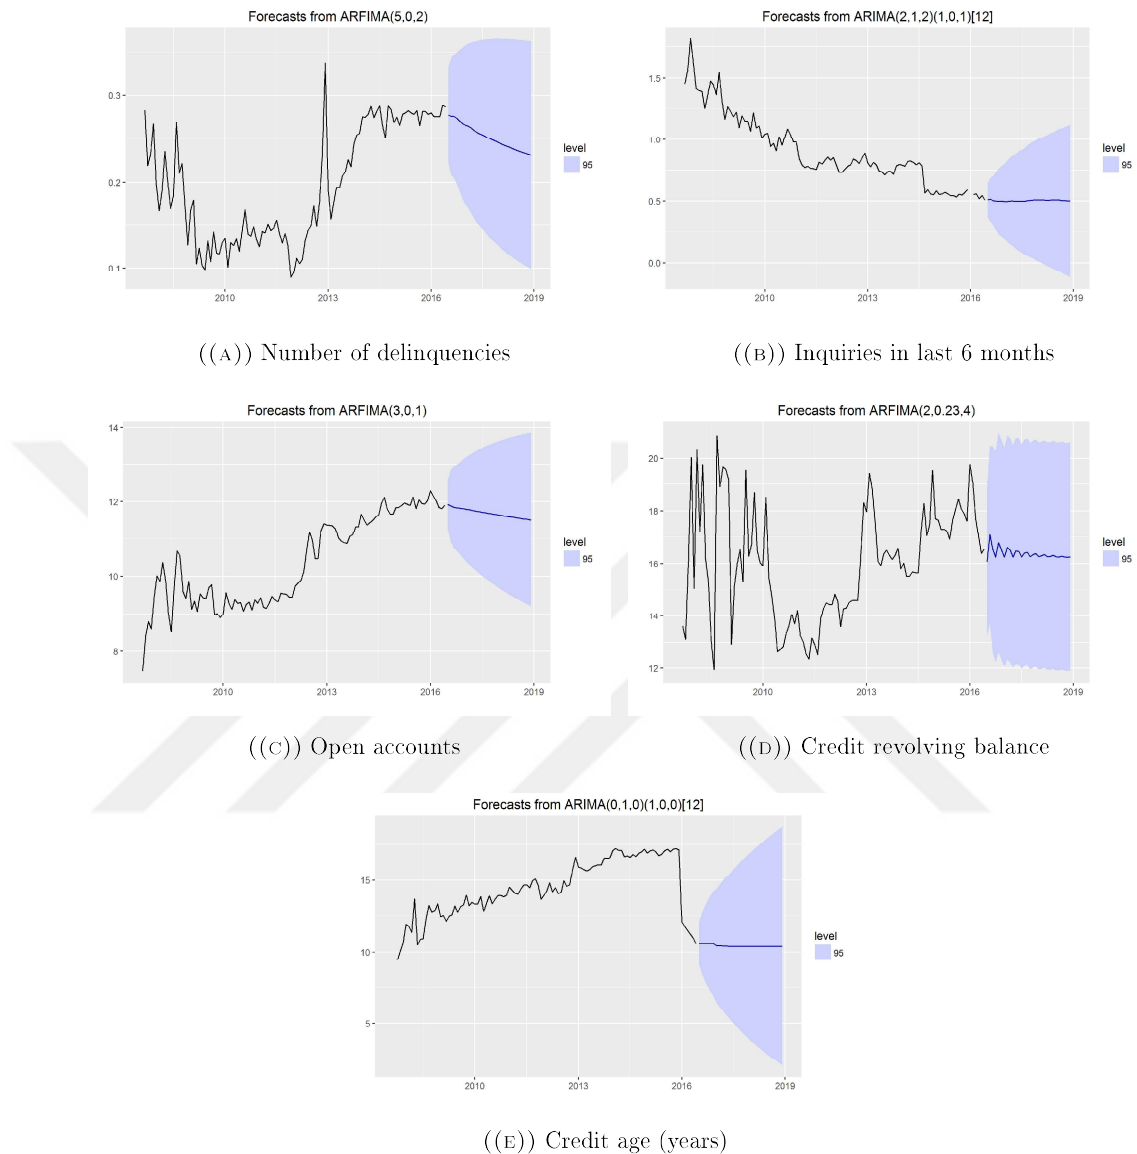 Forecasts from ARFIMA(5,0,2)
0.3
0.2
0.1
2010 2013 2016 2019
level
95
((A)) Number of delinquencies
Forecasts from ARIMA(2,1,2)(1,0,1)[12]
1.5
1.0
0.5
0.0
2010 2013 2016 2019
level
95
((B)) Inquiries in last 6 months
Forecasts from ARFIMA(3,0,1)
14
12
10
8
2010 2013 2016 2019
level
95
((C)) Open accounts
Forecasts from ARFIMA(2,0.23,4)
20
18
16
14
12
2010 2013 2016 2019
level
95
((D)) Credit revolving balance
Forecasts from ARIMA(0,1,0)(1,0,0)[12]
15
10
5
2010 2013 2016 2019
level
95
((E)) Credit age (years)